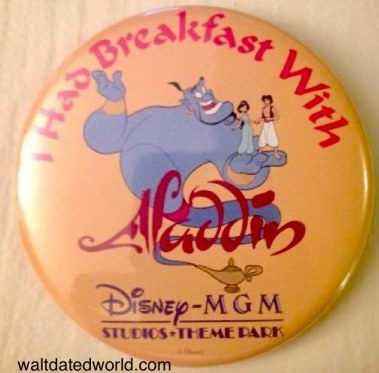 I Had Breakfast With
Aladdin
Disney-MGM
STUDIOS★THEME PARK
© Disney
waltdatedworld.com